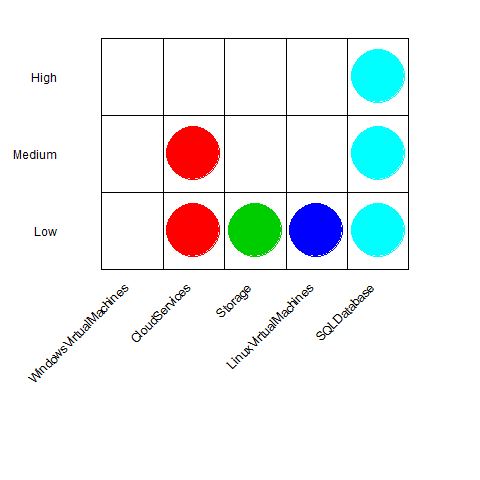 High
Medium
Low
WindowsVirtualMachines
CloudServices
Storage
LinuxVirtualMachines
SQLDatabase